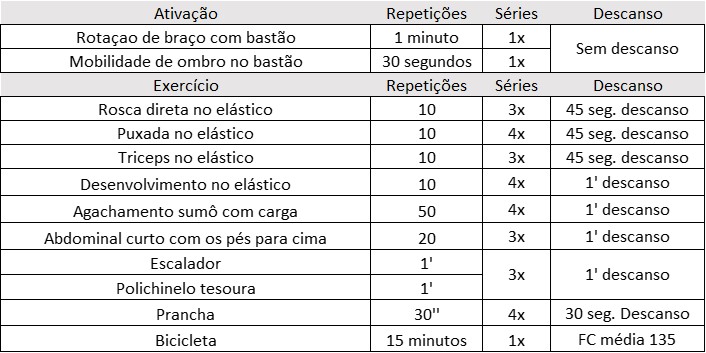 Ativação Repetições Séries Descanso
Rotaçao de braço com bastão 1 minuto 1x Sem descanso
Mobilidade de ombro no bastão 30 segundos 1x
Exercício Repetições Séries Descanso
Rosca direta no elástico 10 3x 45 seg. descanso
Puxada no elástico 10 4x 45 seg. descanso
Triceps no elástico 10 3x 45 seg. descanso
Desenvolvimento no elástico 10 4x 1' descanso
Agachamento sumô com carga 50 4x 1' descanso
Abdominal curto com os pés para cima 20 3x 1' descanso
Escalador 1' 3x 1' descanso
Polichinelo tesoura 1'
Prancha 30'' 4x 30 seg. Descanso
Bicicleta 15 minutos 1x FC média 135